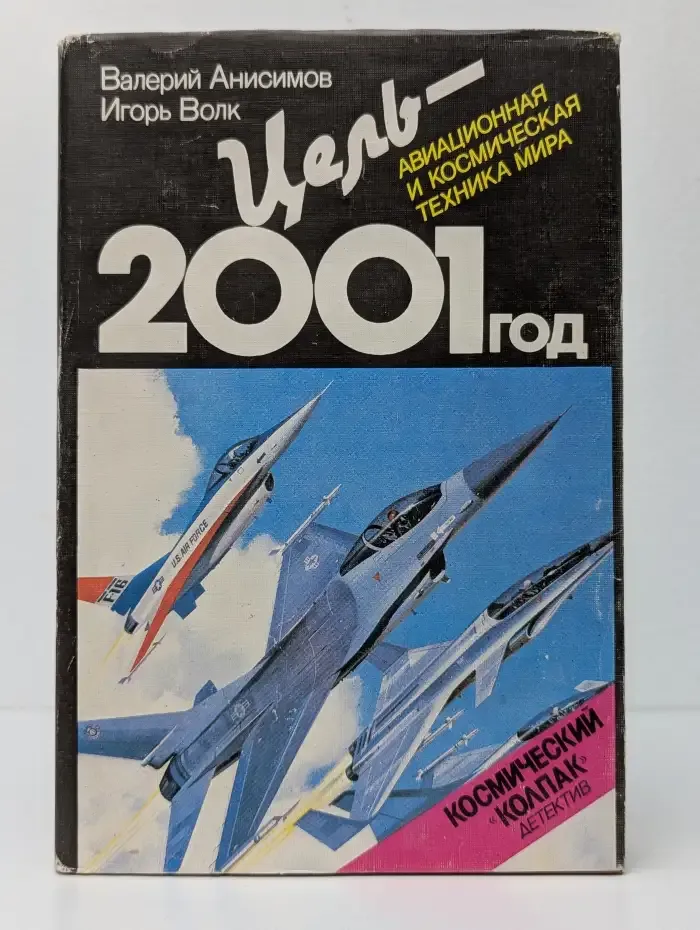 Валерий Анисимов
Игорь Волк
Цель—
2001 год
АВИАЦИОННАЯ
И КОСМИЧЕСКАЯ
ТЕХНИКА МИРА
U.S. AIR FORCE
F16
КОСМИЧЕСКИЙ
„КОЛПАК”
ДЕТЕКТИВ